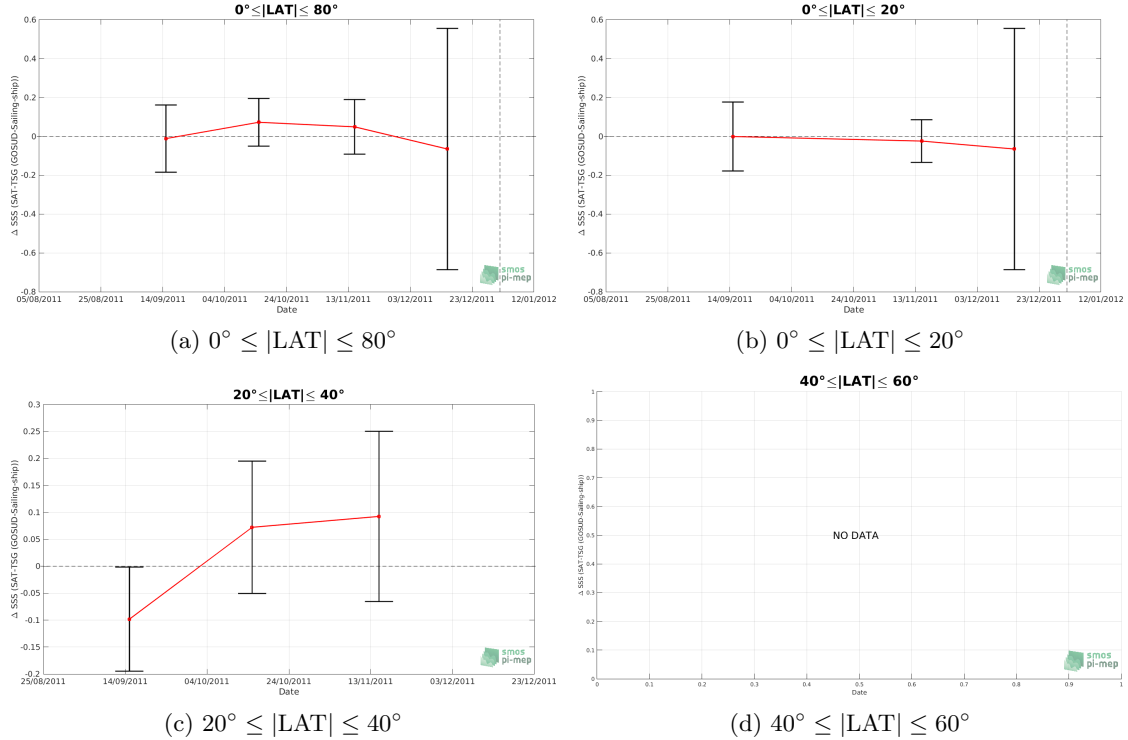 0°≤|LAT|≤ 80°
Δ SSS (SAT-TSG (GOSUD-Sailing-ship))
0.6
0.4
0.2
0
-0.2
-0.4
-0.6
-0.8
05/08/2011 25/08/2011 14/09/2011 04/10/2011 24/10/2011 13/11/2011 03/12/2011 23/12/2011 12/01/2012
Date
smos
pi-mep
(a) 0° ≤ |LAT| ≤ 80°
0°≤|LAT|≤ 20°
Δ SSS (SAT-TSG (GOSUD-Sailing-ship))
0.6
0.4
0.2
0
-0.2
-0.4
-0.6
-0.8
05/08/2011 25/08/2011 14/09/2011 04/10/2011 24/10/2011 13/11/2011 03/12/2011 23/12/2011 12/01/2012
Date
smos
pi-mep
(b) 0° ≤ |LAT| ≤ 20°
20°≤|LAT|≤ 40°
Δ SSS (SAT-TSG (GOSUD-Sailing-ship))
0.3
0.25
0.2
0.15
0.1
0.05
0
-0.05
-0.1
-0.15
-0.2
25/08/2011 14/09/2011 04/10/2011 24/10/2011 13/11/2011 03/12/2011 23/12/2011
Date
smos
pi-mep
(c) 20° ≤ |LAT| ≤ 40°
40°≤|LAT|≤ 60°
Δ SSS (SAT-TSG (GOSUD-Sailing-ship))
1
0.9
0.8
0.7
0.6
0.5
0.4
0.3
0.2
0.1
0
NO DATA
0 0.1 0.2 0.3 0.4 0.5 0.6 0.7 0.8 0.9 1
Date
smos
pi-mep
(d) 40° ≤ |LAT| ≤ 60°